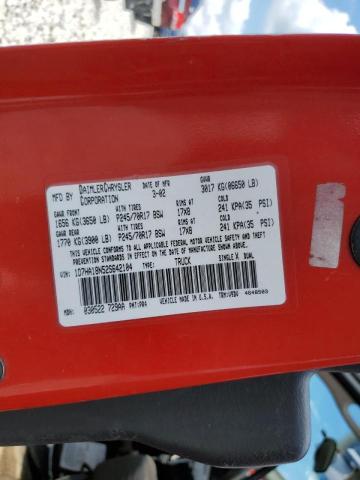 MFD BY DAIMLERCHRYSLER CORPORATION DATE OF MFR 3-02 GVWR 3017 KG(06650 LB)
GAWR FRONT WITH TIRES RIMS AT COLD
1656 KG(3650 LB) P245/70R17 BSW 17X8 241 KPA(35 PSI)
GAWR REAR WITH TIRES RIMS AT COLD
1770 KG(3900 LB) P245/70R17 BSW 17X8 241 KPA(35 PSI)
THIS VEHICLE CONFORMS TO ALL APPLICABLE FEDERAL MOTOR VEHICLE SAFETY, BUMPER, AND THEFT
PREVENTION STANDARDS IN EFFECT ON THE DATE OF MANUFACTURE SHOWN ABOVE.
VIN: 1D7HA18N52S642104 TYPE: TRUCK SINGLE X DUAL
MDH: 030522 729AA PNT:PR4 VEHICLE MADE IN U.S.A.